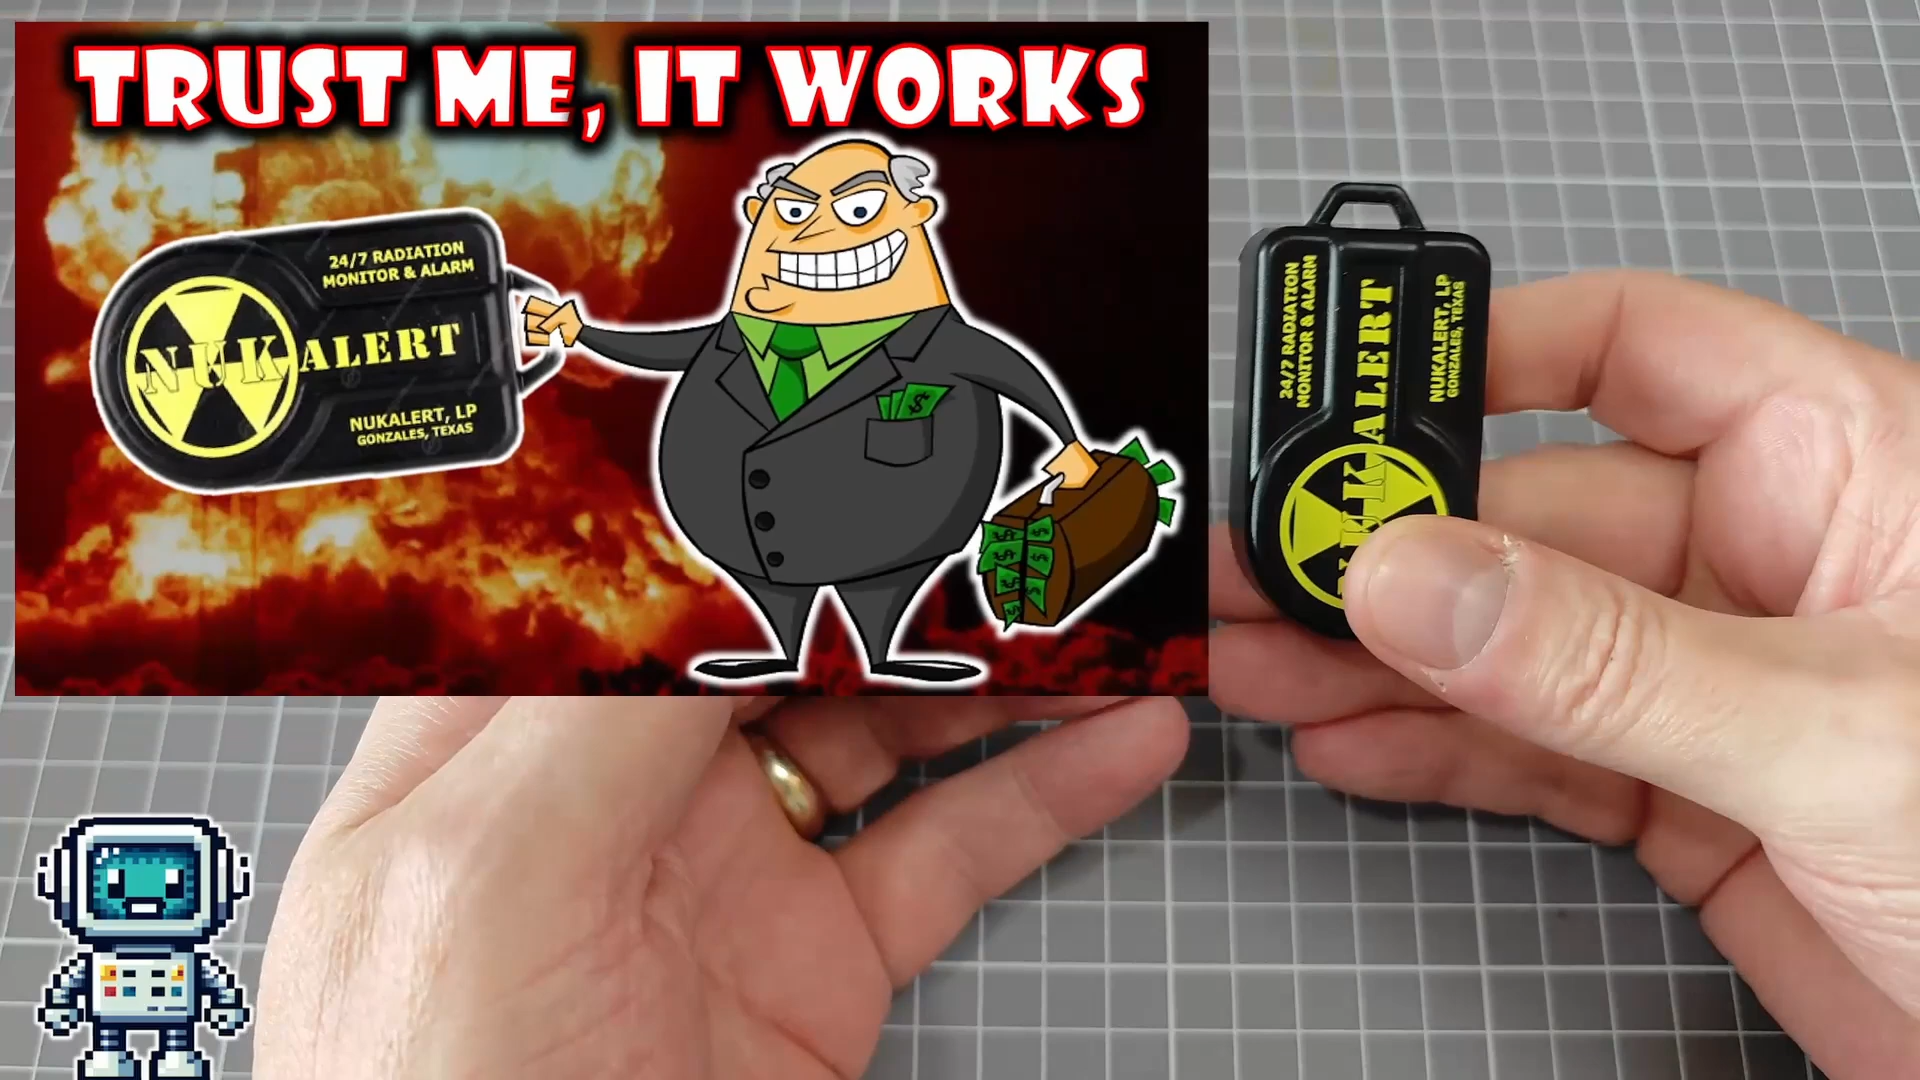 TRUST ME, IT WORKS
24/7 RADIATION
MONITOR & ALARM
NUKALERT
NUKALERT, LP
GONZALES, TEXAS
24/7 RADIATION
MONITOR & ALARM
NUKALERT
NUKALERT, LP
GONZALES, TEXAS